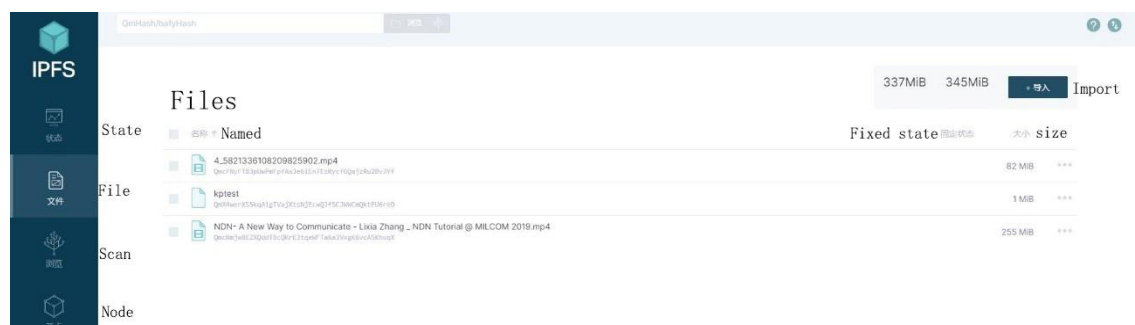 QmHash/bafyHash
浏览
IPFS
337MiB 345MiB
+ 导入 Import
Files
状态 State
名称 ↑ Named
Fixed state 固定状态
大小 size
4_5821336108209825902.mp4
82 MiB
文件 File
kptest
1 MiB
NDN- A New Way to Communicate - Lixia Zhang _ NDN Tutorial @ MILCOM 2019.mp4
255 MiB
浏览 Scan
Node